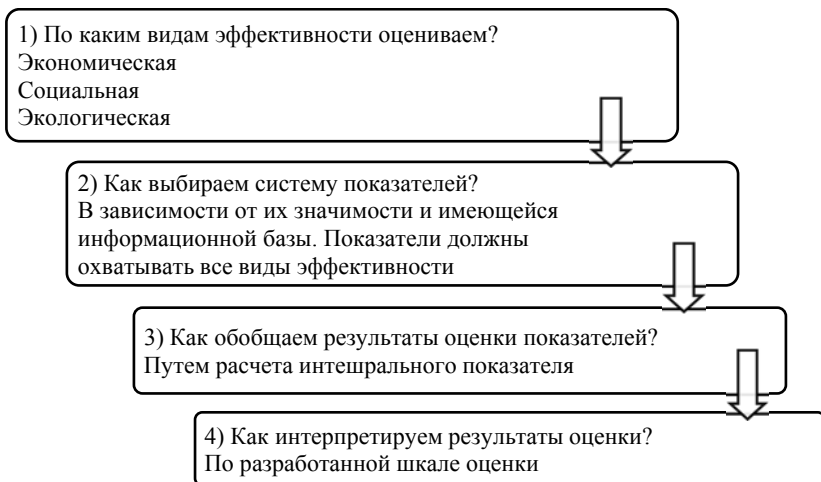 1) По каким видам эффективности оцениваем?
Экономическая
Социальная
Экологическая
2) Как выбираем систему показателей?
В зависимости от их значимости и имеющейся
информационной базы. Показатели должны
охватывать все виды эффективности
3) Как обобщаем результаты оценки показателей?
Путем расчета интешрального показателя
4) Как интерпретируем результаты оценки?
По разработанной шкале оценки